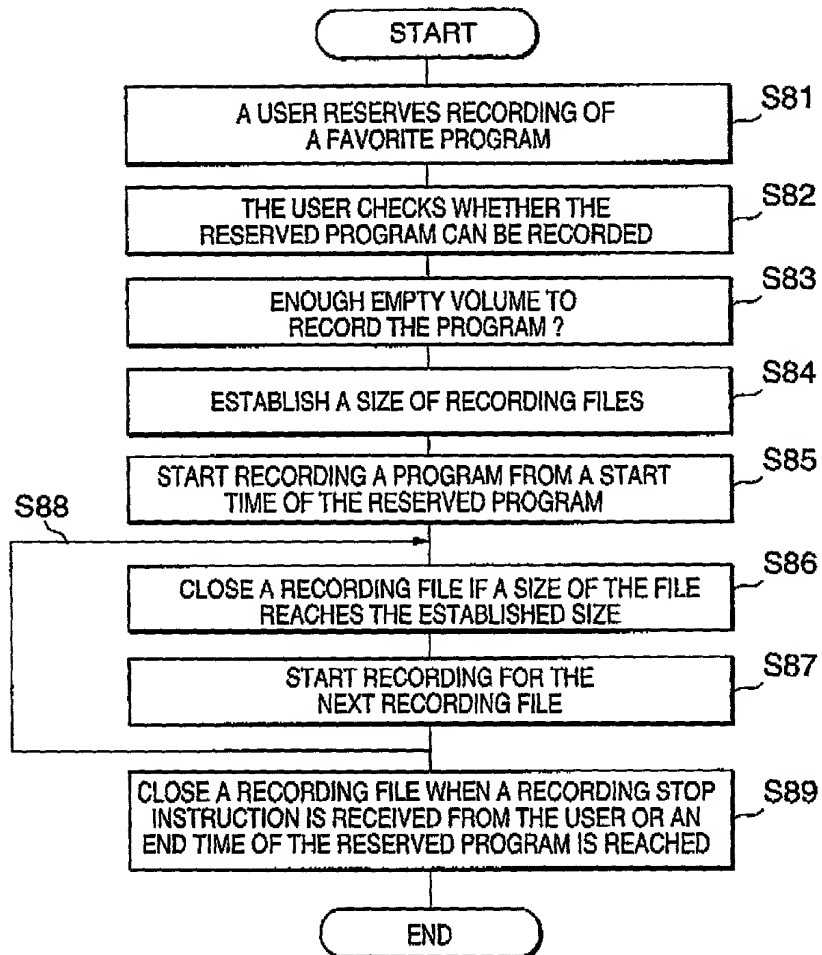 START
A USER RESERVES RECORDING OF
A FAVORITE PROGRAM
S81
THE USER CHECKS WHETHER THE
RESERVED PROGRAM CAN BE RECORDED
S82
ENOUGH EMPTY VOLUME TO
RECORD THE PROGRAM ?
S83
ESTABLISH A SIZE OF RECORDING FILES
S84
START RECORDING A PROGRAM FROM A START
TIME OF THE RESERVED PROGRAM
S85
S88
CLOSE A RECORDING FILE IF A SIZE OF THE FILE
REACHES THE ESTABLISHED SIZE
S86
START RECORDING FOR THE
NEXT RECORDING FILE
S87
CLOSE A RECORDING FILE WHEN A RECORDING STOP
INSTRUCTION IS RECEIVED FROM THE USER OR AN
END TIME OF THE RESERVED PROGRAM IS REACHED
S89
END